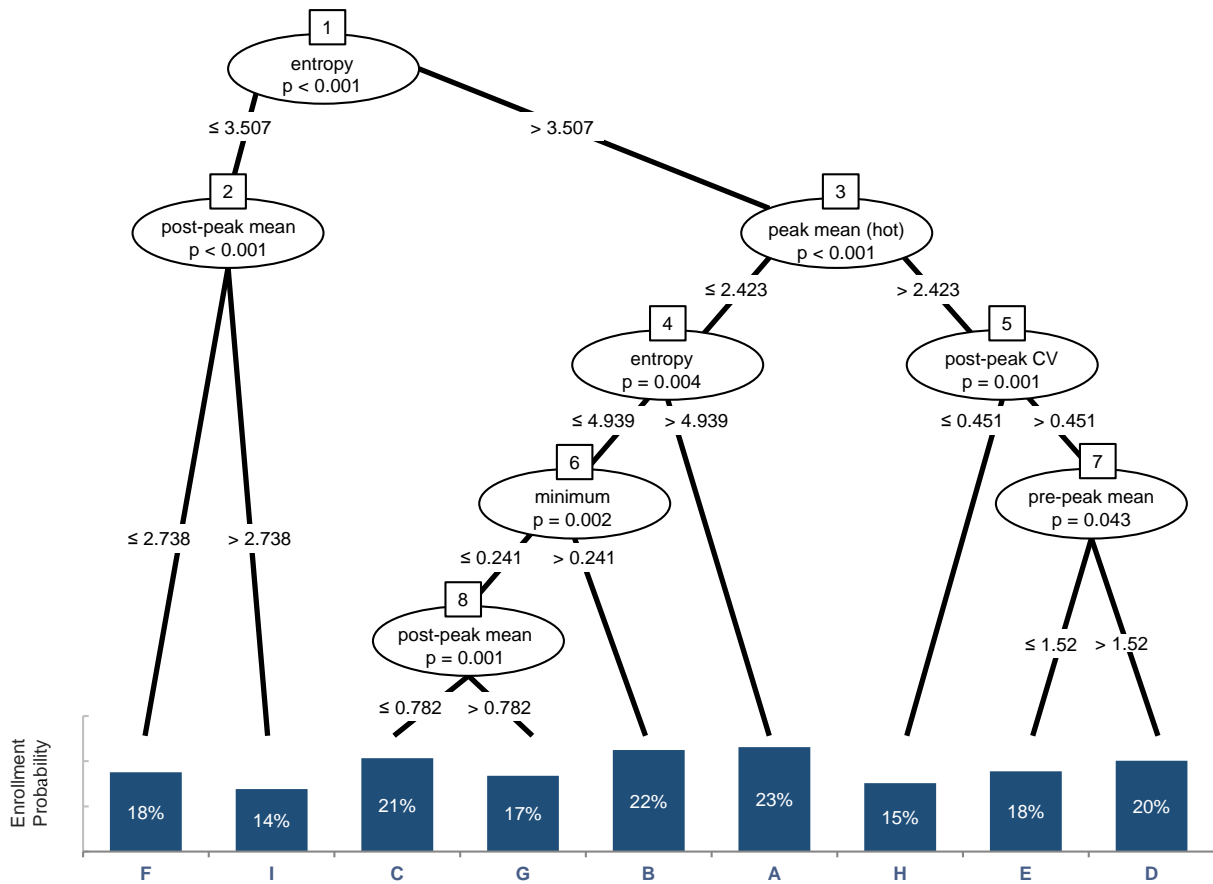 1
entropy
p < 0.001
≤ 3.507
> 3.507
2
post-peak mean
p < 0.001
3
peak mean (hot)
p < 0.001
≤ 2.423
> 2.423
4
entropy
p = 0.004
5
post-peak CV
p = 0.001
≤ 4.939
> 4.939
≤ 0.451
> 0.451
6
minimum
p = 0.002
7
pre-peak mean
p = 0.043
≤ 2.738
> 2.738
≤ 0.241
> 0.241
8
post-peak mean
p = 0.001
≤ 1.52
> 1.52
≤ 0.782
> 0.782
Enrollment
Probability
18%
14%
21%
17%
22%
23%
15%
18%
20%
F
I
C
G
B
A
H
E
D